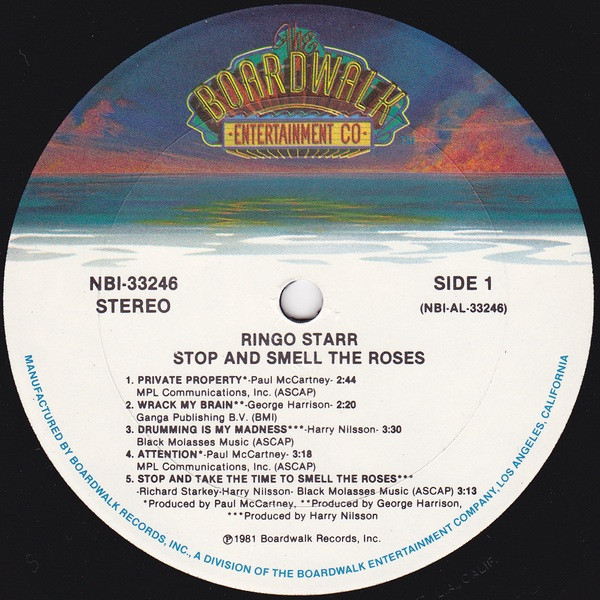 The
BOARDWALK
ENTERTAINMENT CO
NBI-33246
STEREO
SIDE 1
(NBI-AL-33246)
RINGO STARR
STOP AND SMELL THE ROSES
1. PRIVATE PROPERTY*-Paul McCartney- 2:44
MPL Communications, Inc. (ASCAP)
2. WRACK MY BRAIN**-George Harrison- 2:20
Ganga Publishing B.V. (BMI)
3. DRUMMING IS MY MADNESS***-Harry Nilsson- 3:30
Black Molasses Music (ASCAP)
4. ATTENTION*-Paul McCartney- 3:18
MPL Communications, Inc. (ASCAP)
5. STOP AND TAKE THE TIME TO SMELL THE ROSES***
-Richard Starkey-Harry Nilsson- Black Molasses Music (ASCAP) 3:13
*Produced by Paul McCartney, **Produced by George Harrison,
***Produced by Harry Nilsson
℗1981 Boardwalk Records, Inc.
MANUFACTURED BY BOARDWALK RECORDS, INC., A DIVISION OF THE BOARDWALK ENTERTAINMENT COMPANY, LOS ANGELES, CALIFORNIA